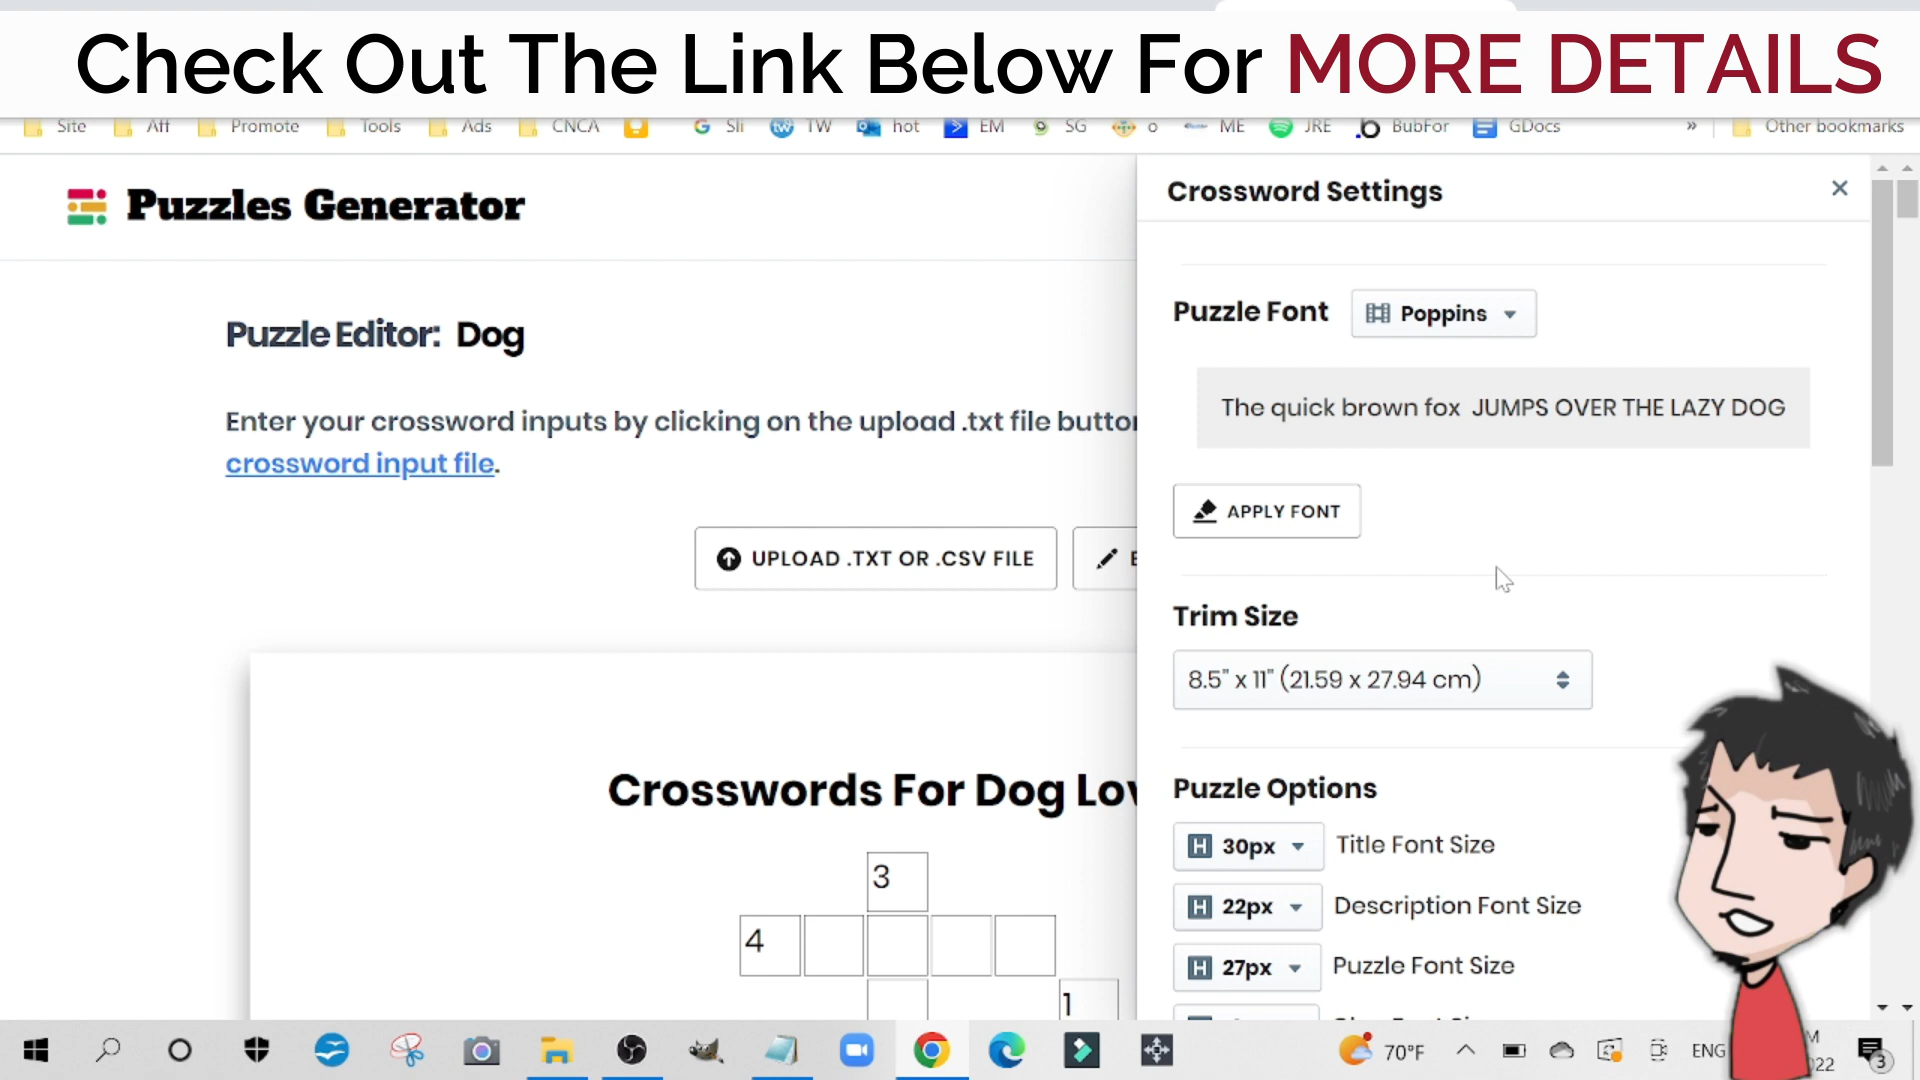 Check Out The Link Below For MORE DETAILS
Site Aff Promote Tools Ads CNCA Sli TW hot EM SG o ME JRE BubFor GDocs » Other bookmarks
Puzzles Generator
Crossword Settings
Puzzle Editor: Dog
Puzzle Font Poppins
Enter your crossword inputs by clicking on the upload .txt file
crossword input file.
The quick brown fox JUMPS OVER THE LAZY DOG
APPLY FONT
UPLOAD .TXT OR .CSV FILE
Trim Size
8.5" x 11" (21.59 x 27.94 cm)
Crosswords For Dog
Puzzle Options
30px Title Font Size
22px Description Font Size
27px Puzzle Font Size
3
4
1
70°F ENG
022 3